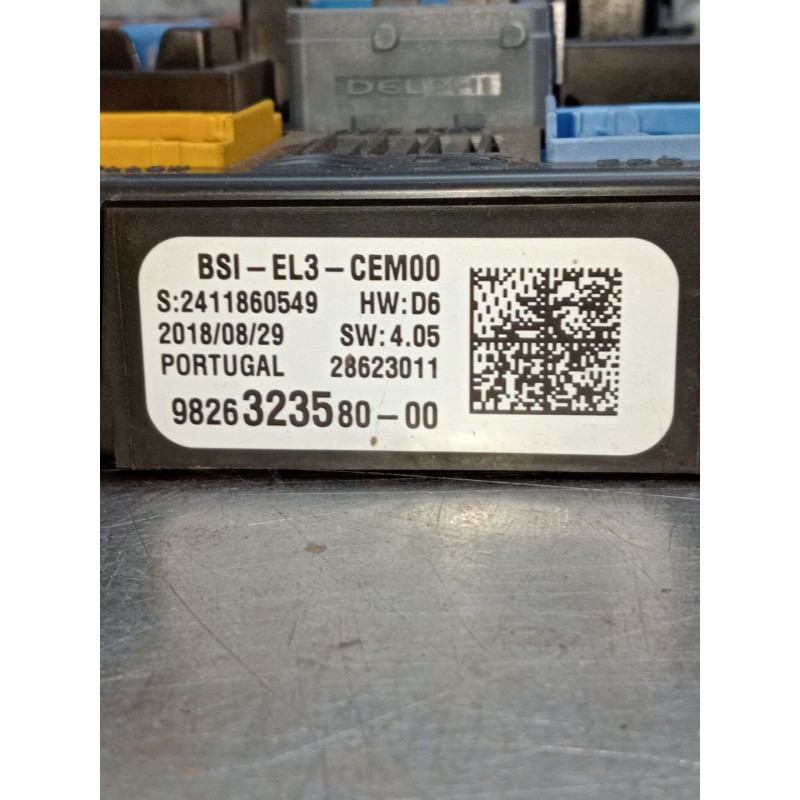 DELPHI
BSI-EL3-CEM00
S:2411860549 HW:D6
2018/08/29 SW:4.05
PORTUGAL 28623011
9826323580-00